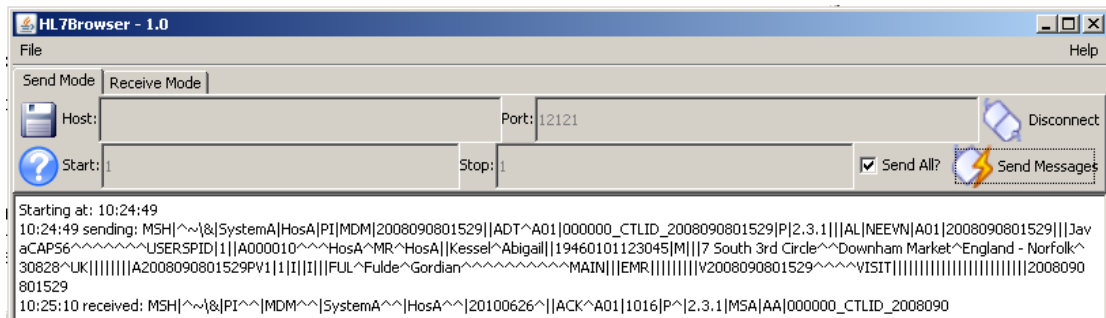 HL7Browser - 1.0
File Help
Send Mode Receive Mode
Host: Port: 12121 Disconnect
Start: 1 Stop: 1 Send All? Send Messages
Starting at: 10:24:49
10:24:49 sending: MSH|^~\&|SystemA|HosA|PI|MDM|2008090801529||ADT^A01|000000_CTLID_2008090801529|P|2.3.1|||AL|NEEVN|A01|2008090801529|||Jav
aCAPS6^^^^^^^USERSPID|1||A000010^^^HosA^MR^HosA||Kessel^Abigail||19460101123045|M|||7 South 3rd Circle^^Downham Market^England - Norfolk^
30828^UK||||||||A2008090801529PV1|1|I||I|||FUL^Fulde^Gordian^^^^^^^^^^MAIN|||EMR||||||||V2008090801529^^^^VISIT|||||||||||||||||||||||||2008090
801529
10:25:10 received: MSH|^~\&|PI^^|MDM^^|SystemA^^|HosA^^|20100626^||ACK^A01|1016|P^|2.3.1|MSA|AA|000000_CTLID_2008090